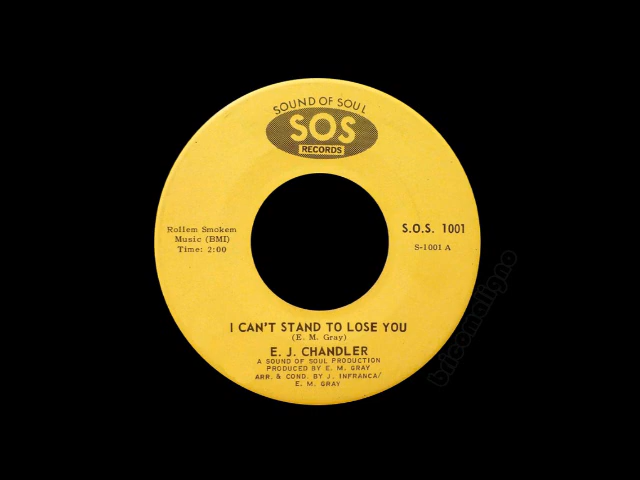 SOUND OF SOUL
SOS
RECORDS
Rollem Smokem
Music (BMI)
Time: 2:00
S.O.S. 1001
S-1001 A
I CAN'T STAND TO LOSE YOU
(E. M. Gray)
E. J. CHANDLER
A SOUND OF SOUL PRODUCTION
PRODUCED BY E. M. GRAY
ARR. & COND. BY J. INFRANCA/
E. M. GRAY
bricomaligno